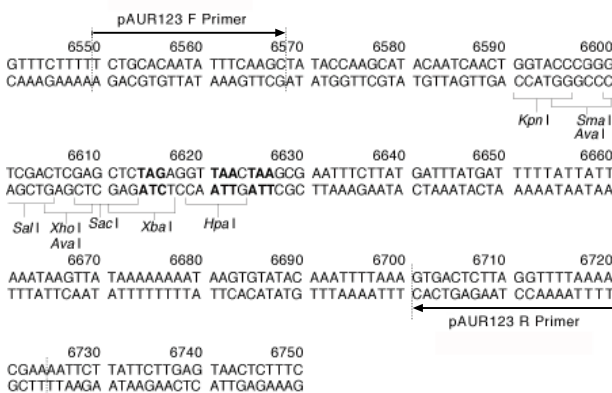 pAUR123 F Primer
6550 6560 6570 6580 6590 6600
GTTTCTTTTT CTGCACAATA TTTCAAGCTA TACCAAGCAT ACAATCAACT GGTACCCGGG
CAAAGAAAAA GACGTGTTAT AAAGTTCGAT ATGGTTCGTA TGTTAGTTGA CCATGGGCCC
Kpn I Sma I
Ava I
6610 6620 6630 6640 6650 6660
TCGACTCGAG CTCTAGAGGT TAACTAAGCG AATTTCTTAT GATTTATGAT TTTTATTATT
AGCTGAGCTC GAGATCTCCA ATTGATTCGC TTAAAGAATA CTAAATACTA AAAATAATAA
Sal I Xho I Sac I Xba I Hpa I
Ava I
6670 6680 6690 6700 6710 6720
AAATAAGTTA TAAAAAAAAT AAGTGTATAC AAATTTTAAA GTGACTCTTA GGTTTTAAAA
TTTATTCAAT ATTTTTTTTA TTCACATATG TTTAAAATTT CACTGAGAAT CCAAAATTTT
pAUR123 R Primer
6730 6740 6750
CGAAAATTCT TATTCTTGAG TAACTCTTTC
GCTTTTAAGA ATAAGAACTC ATTGAGAAAG